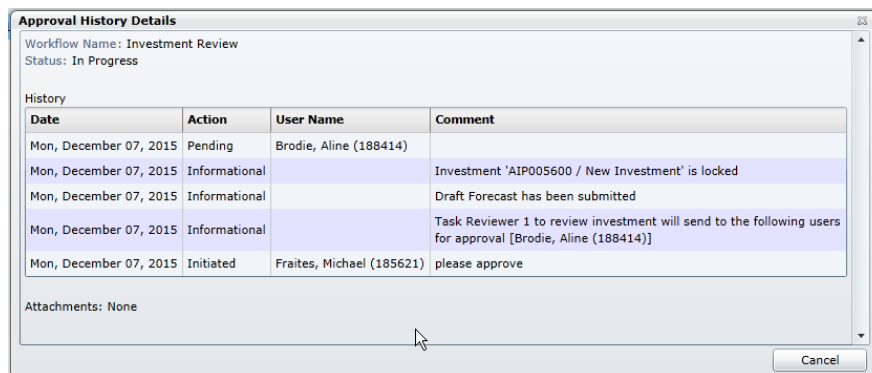 Approval History Details
Workflow Name: Investment Review
Status: In Progress
History
Date Action User Name Comment
Mon, December 07, 2015 Pending Brodie, Aline (188414)
Mon, December 07, 2015 Informational Investment 'AIP005600 / New Investment' is locked
Mon, December 07, 2015 Informational Draft Forecast has been submitted
Mon, December 07, 2015 Informational Task Reviewer 1 to review investment will send to the following users
for approval [Brodie, Aline (188414)]
Mon, December 07, 2015 Initiated Fraites, Michael (185621) please approve
Attachments: None
Cancel